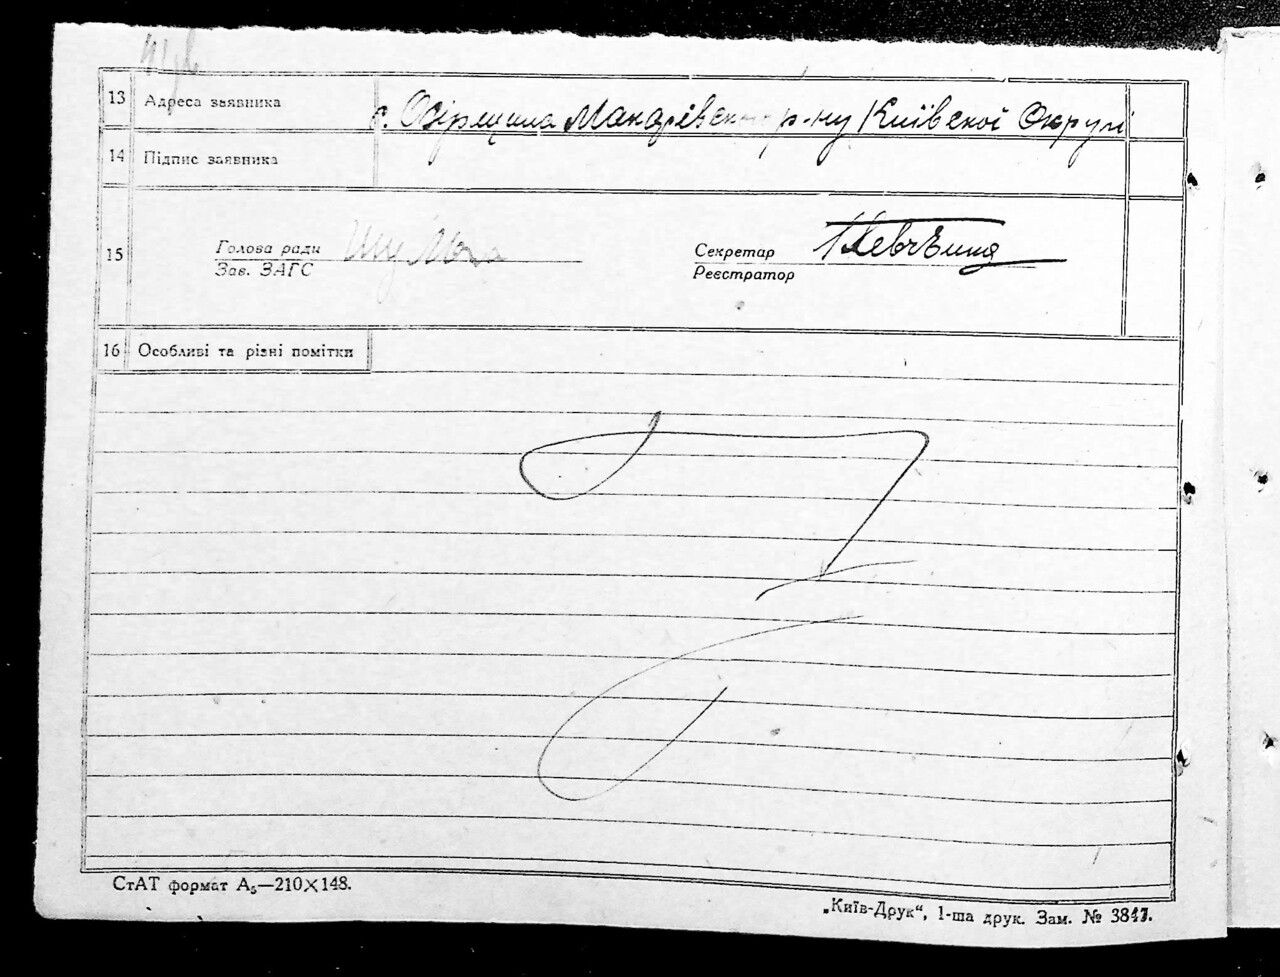 13 Адреса заявника с. Озірщина Макарівського р-ну Київської Округи
14 Підпис заявника
15 Голова ради
Зав. ЗАГС
Секретар
Реєстратор
16 Особливі та різні помітки
СтАТ формат А₅—210×148.
„Київ-Друк“, 1-ша друк. Зам. № 3847.